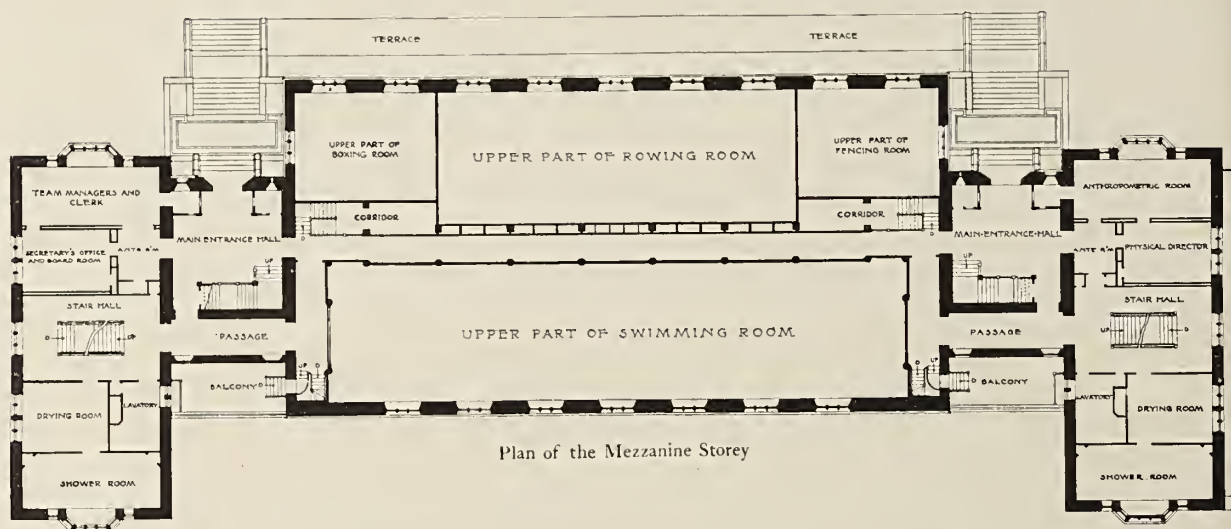 TERRACE
TERRACE
UPPER PART OF
BOXING ROOM
UPPER PART OF ROWING ROOM
UPPER PART OF
FENCING ROOM
TEAM MANAGERS AND
CLERK
ANTHROPOMETRIC ROOM
CORRIDOR
CORRIDOR
D
D
MAIN ENTRANCE HALL
MAIN-ENTRANCE-HALL
SECRETARY'S OFFICE
AND BOARD ROOM
ANTE R'M
ANTE R'M
PHYSICAL DIRECTOR
UP
UP
STAIR HALL
STAIR HALL
D
UP
PASSAGE
UPPER PART OF SWIMMING ROOM
PASSAGE
UP
D
BALCONY
D
UP
D
UP
D
D
BALCONY
DRYING ROOM
LAVATORY
LAVATORY
DRYING ROOM
Plan of the Mezzanine Storey
SHOWER ROOM
SHOWER ROOM